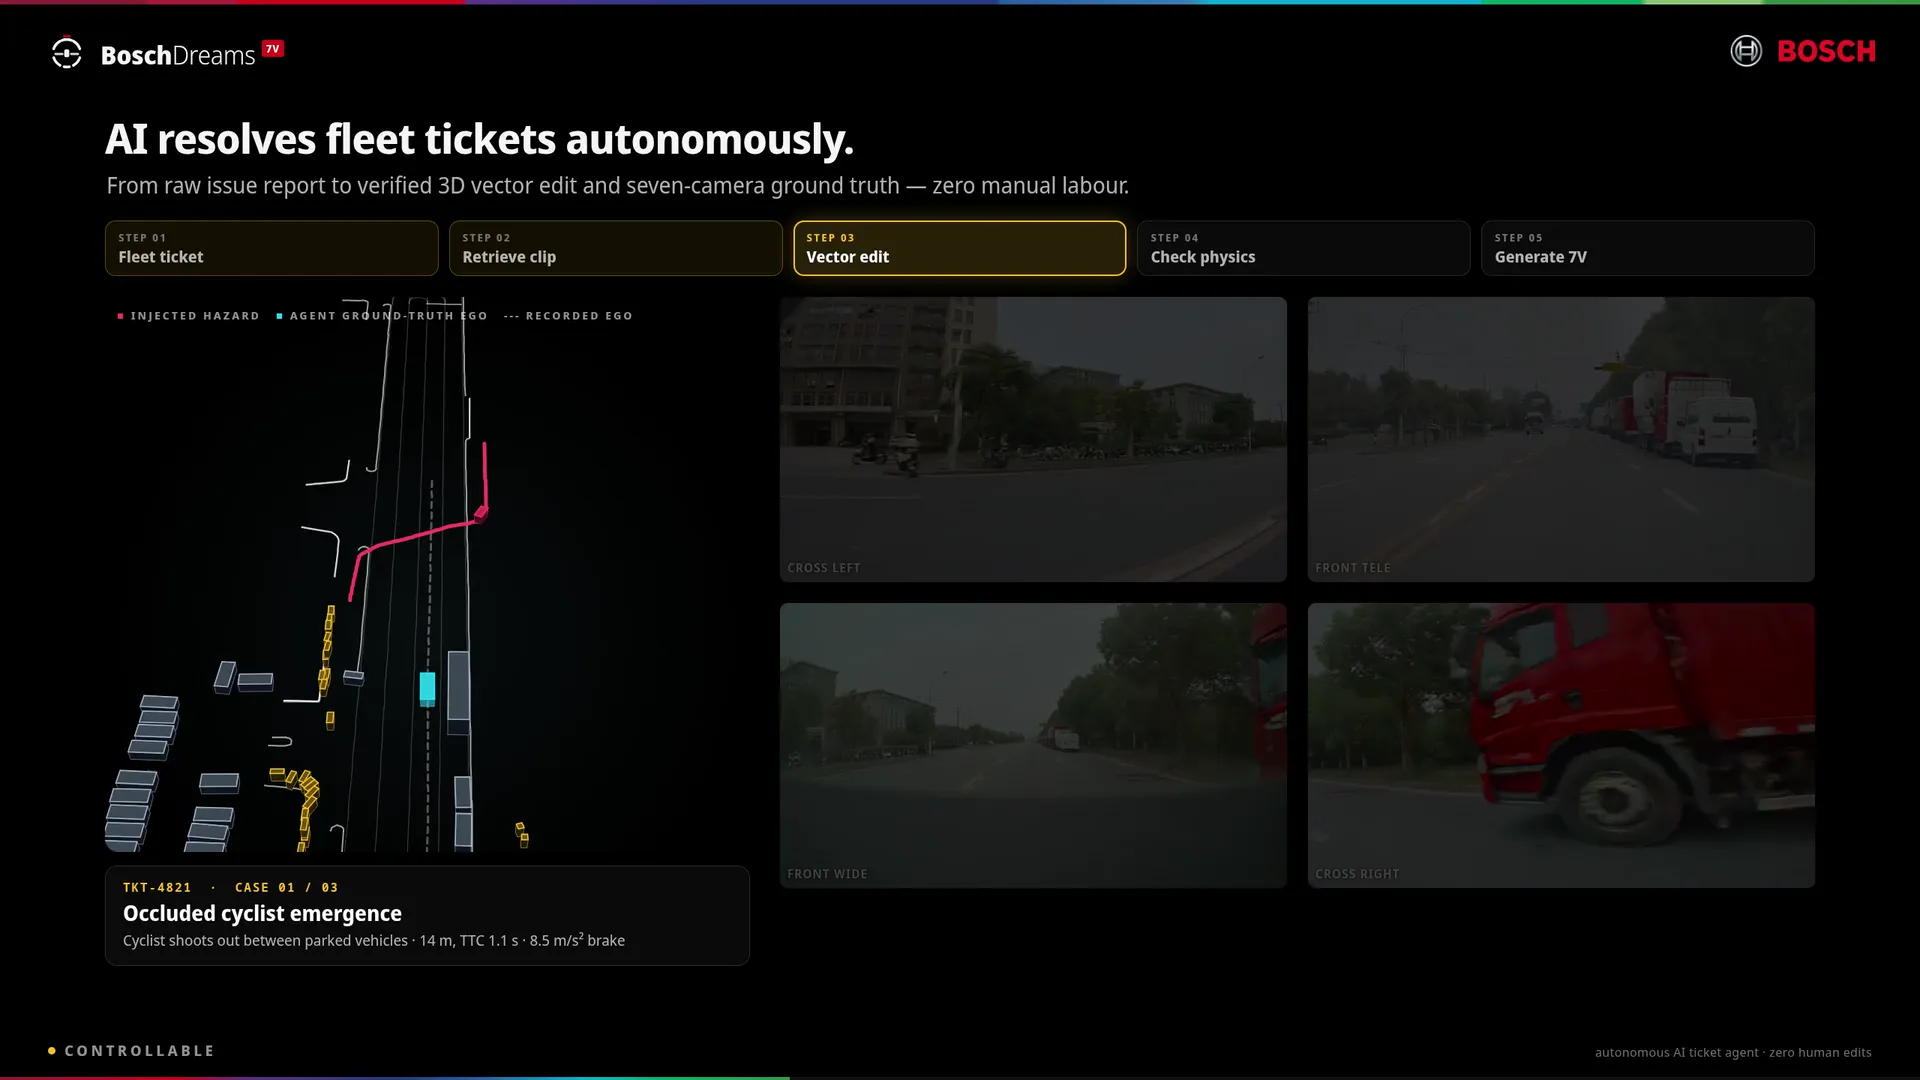 BoschDreams 7V
BOSCH
AI resolves fleet tickets autonomously.
From raw issue report to verified 3D vector edit and seven-camera ground truth — zero manual labour.
STEP 01
Fleet ticket
STEP 02
Retrieve clip
STEP 03
Vector edit
STEP 04
Check physics
STEP 05
Generate 7V
INJECTED HAZARD AGENT GROUND-TRUTH EGO --- RECORDED EGO
CROSS LEFT
FRONT TELE
FRONT WIDE
CROSS RIGHT
TKT-4821 · CASE 01 / 03
Occluded cyclist emergence
Cyclist shoots out between parked vehicles · 14 m, TTC 1.1 s · 8.5 m/s² brake
CONTROLLABLE
autonomous AI ticket agent · zero human edits